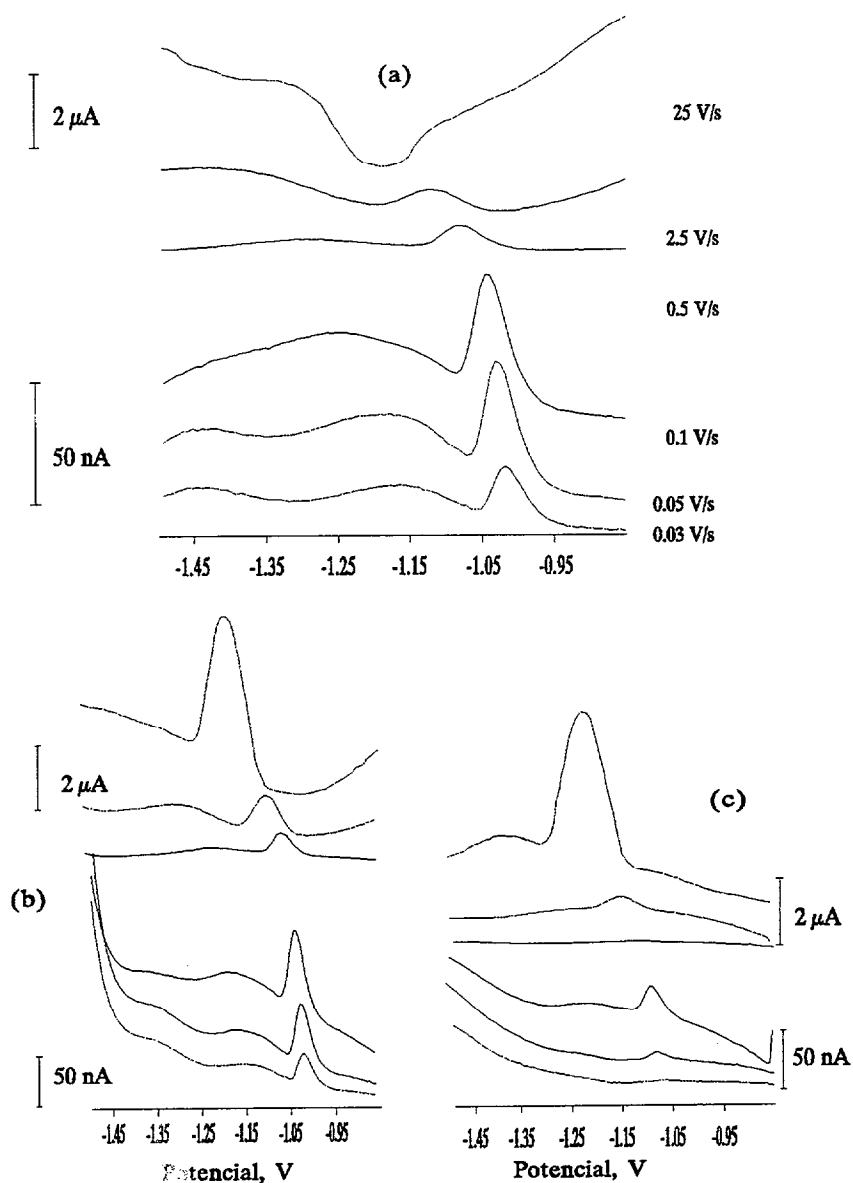 (a)
2 µA
25 V/s
2.5 V/s
0.5 V/s
50 nA
0.1 V/s
0.05 V/s
0.03 V/s
-1.45 -1.35 -1.25 -1.15 -1.05 -0.95
2 µA
(b)
50 nA
-1.45 -1.35 -1.25 -1.15 -1.05 -0.95
Potencial, V
(c)
2 µA
50 nA
-1.45 -1.35 -1.25 -1.15 -1.05 -0.95
Potencial, V